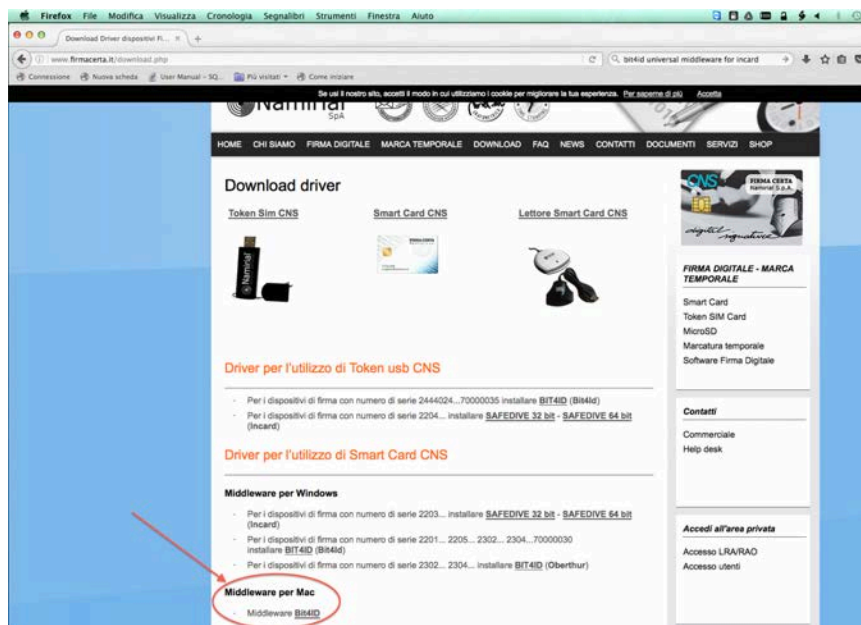 Firefox File Modifica Visualizza Cronologia Segnalibri Strumenti Finestra Aiuto
Download Driver dispositivi Fi...
www.firmacerta.it/download.php
bit4id universal middleware for incard
Connessione Nuova scheda User Manual - SQ... Più visitati Come iniziare
Se usi il nostro sito, accetti il modo in cui utilizziamo i cookie per migliorare la tua esperienza. Per saperne di più Accetta
Namirial
SpA
HOME CHI SIAMO FIRMA DIGITALE MARCA TEMPORALE DOWNLOAD FAQ NEWS CONTATTI DOCUMENTI SERVIZI SHOP
Download driver
Token Sim CNS Smart Card CNS Lettore Smart Card CNS
Namirial
Driver per l'utilizzo di Token usb CNS
· Per i dispositivi di firma con numero di serie 2444024...70000035 installare BIT4ID (Bit4Id)
· Per i dispositivi di firma con numero di serie 2204... installare SAFEDIVE 32 bit - SAFEDIVE 64 bit
(Incard)
Driver per l'utilizzo di Smart Card CNS
Middleware per Windows
· Per i dispositivi di firma con numero di serie 2203... installare SAFEDIVE 32 bit - SAFEDIVE 64 bit
(Incard)
· Per i dispositivi di firma con numero di serie 2201... 2205... 2302... 2304...70000030
installare BIT4ID (Bit4Id)
· Per i dispositivi di firma con numero di serie 2302... 2304... installare BIT4ID (Oberthur)
Middleware per Mac
· Middleware Bit4ID
CNS
FIRMA CERTA
Namirial S.p.A.
digital signature
FIRMA DIGITALE - MARCA
TEMPORALE
Smart Card
Token SIM Card
MicroSD
Marcatura temporale
Software Firma Digitale
Contatti
Commerciale
Help desk
Accedi all'area privata
Accesso LRA/RAO
Accesso utenti